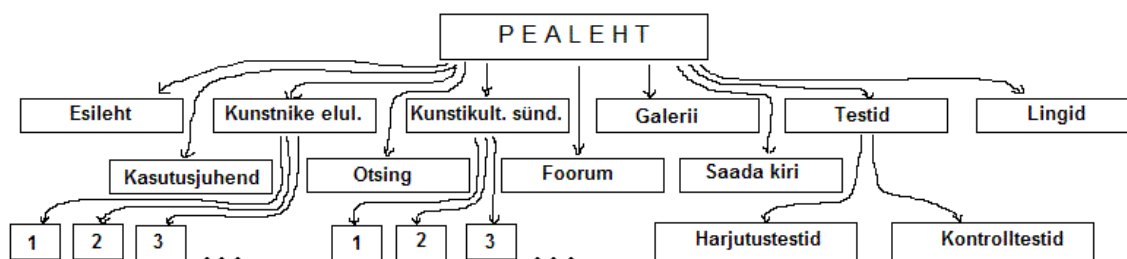 PEALEHT
Esileht
Kunstnike elul.
Kunstikult. sünd.
Galerii
Testid
Lingid
Kasutusjuhend
Otsing
Foorum
Saada kiri
1
2
3
...
1
2
3
...
Harjutustestid
Kontrolltestid